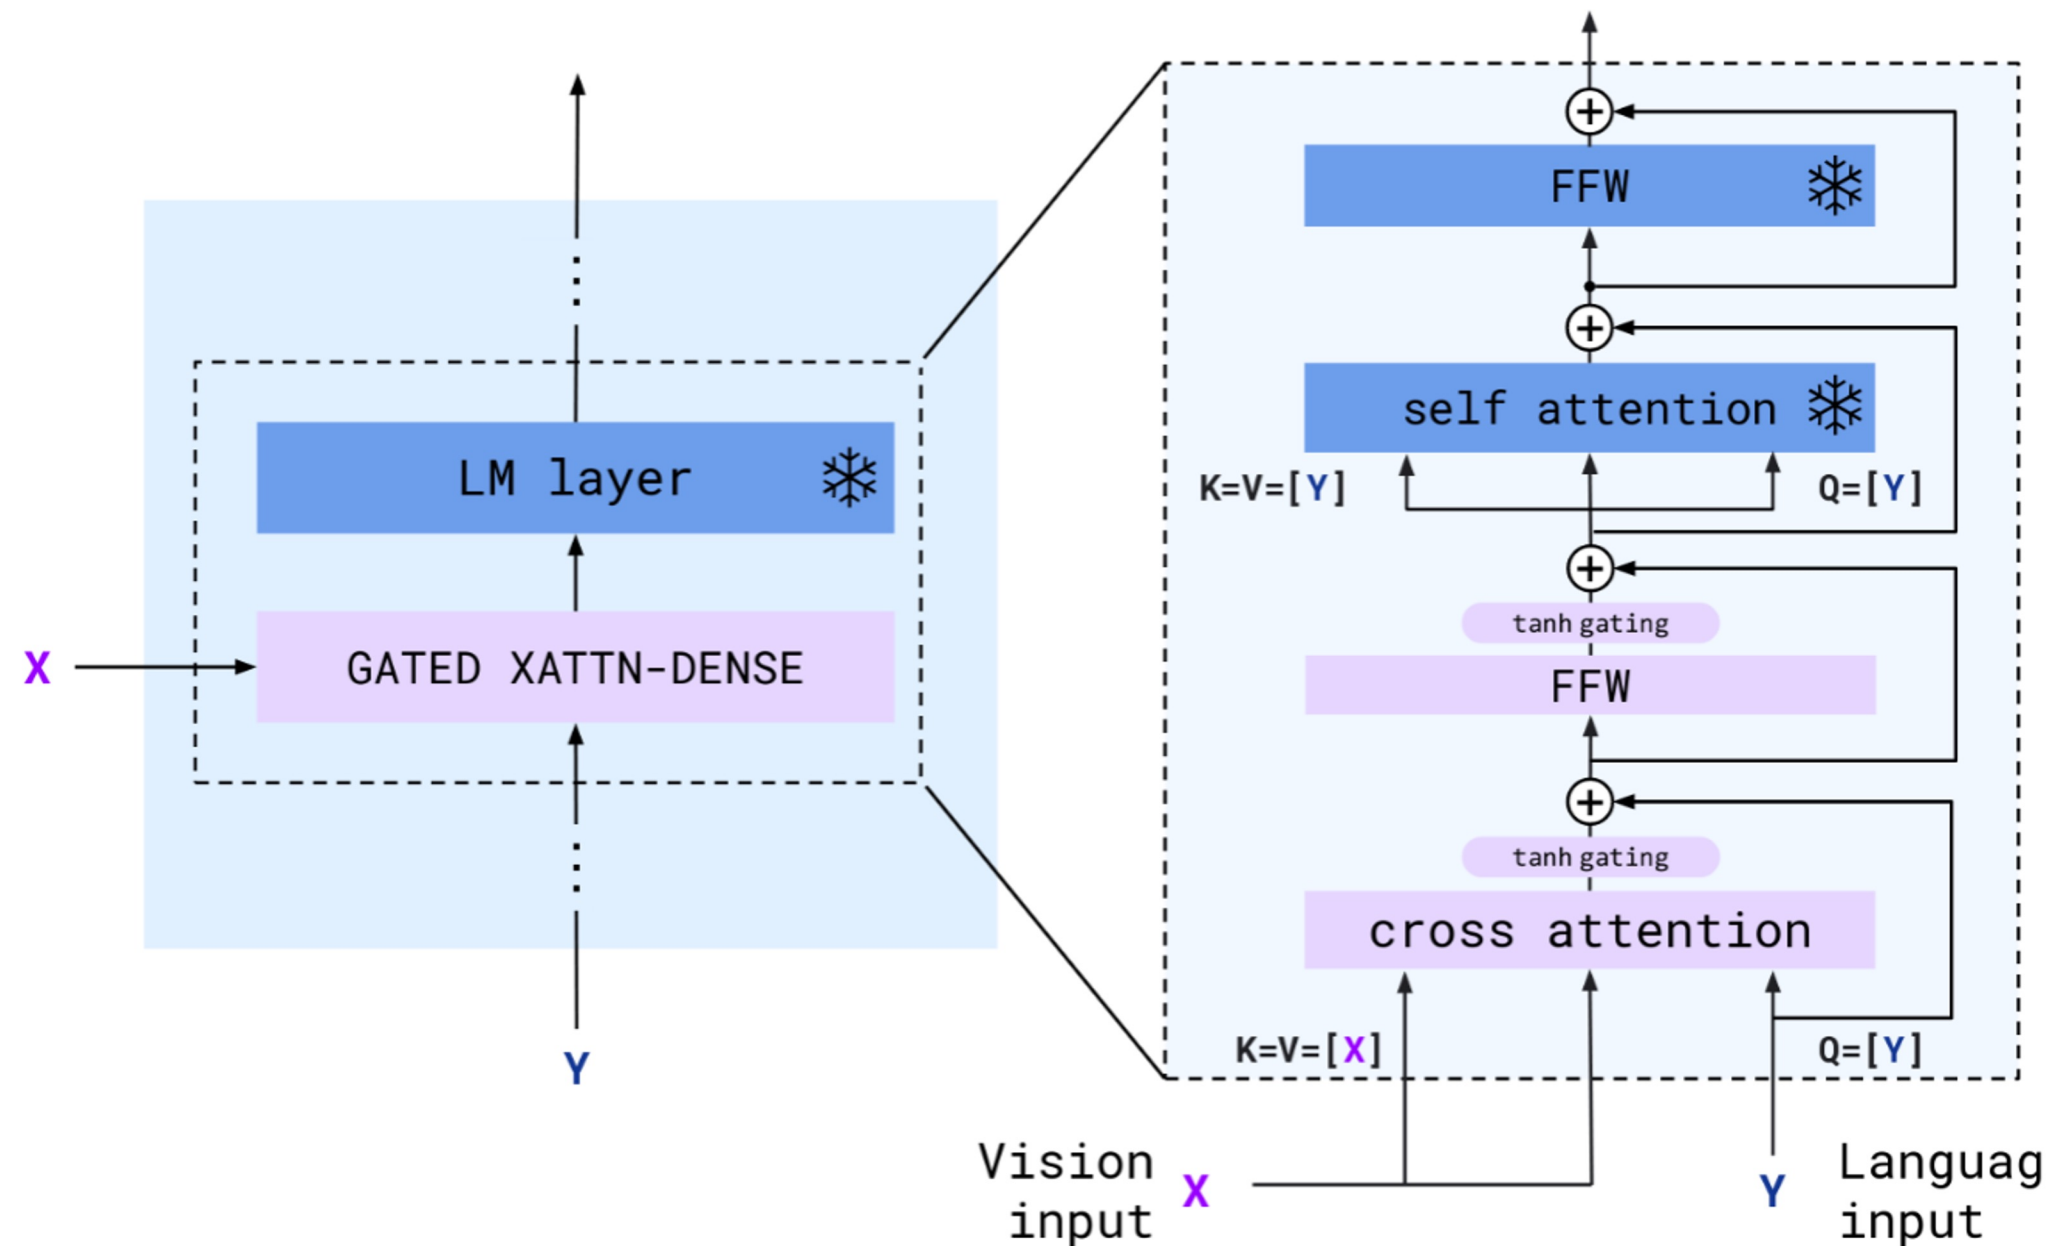 LM layer
X
GATED XATTN-DENSE
Y
FFW
self attention
K=V=[Y]
Q=[Y]
tanh gating
FFW
tanh gating
cross attention
K=V=[X]
Q=[Y]
Vision
input
X
Y
Languag
input